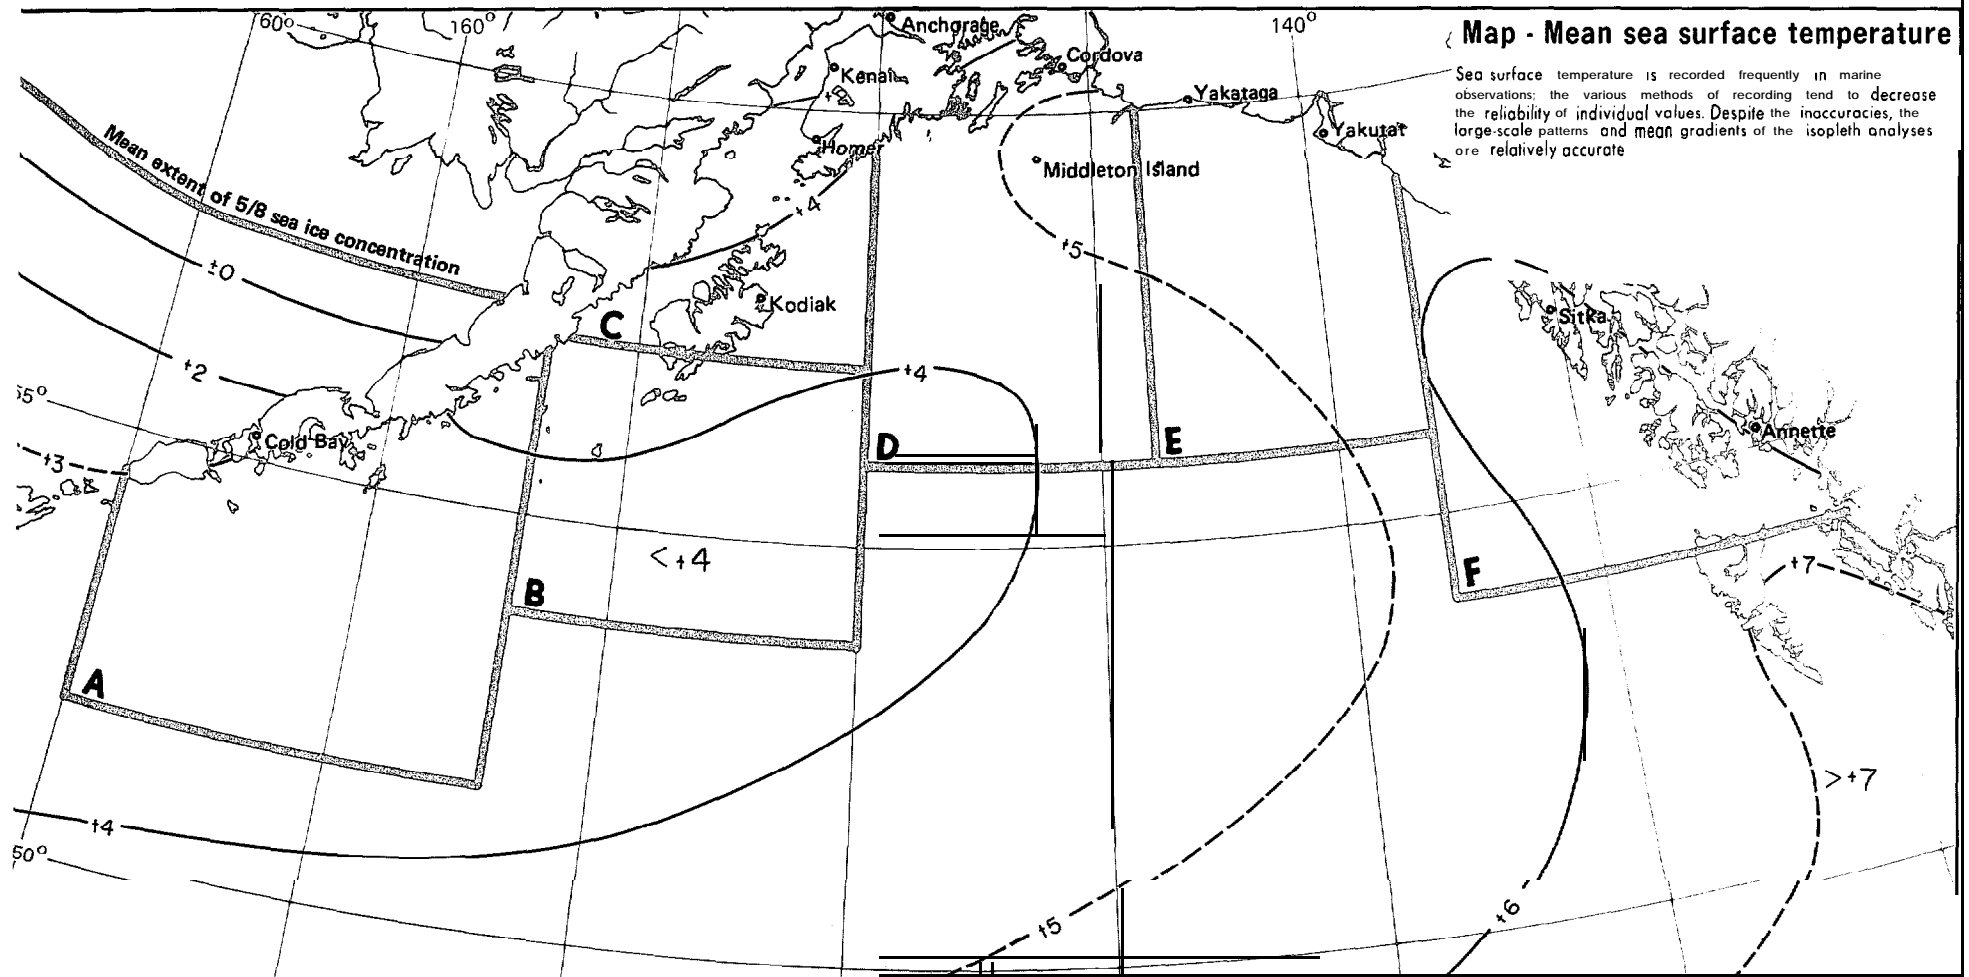 Map - Mean sea surface temperature
Sea surface temperature is recorded frequently in marine
observations; the various methods of recording tend to decrease
the reliability of individual values. Despite the inaccuracies, the
large-scale patterns and mean gradients of the isopleth analyses
ore relatively accurate
60°
160°
140°
Anchorage
Cordova
Kenai
Yakataga
Yakutat
Homer
Middleton Island
Mean extent of 5/8 sea ice concentration
+4
+5
±0
Kodiak
C
Sitka
+2
+4
55°
Cold Bay
Annette
D
E
+3
<+4
B
F
+7
A
>+7
+4
50°
+6
+5